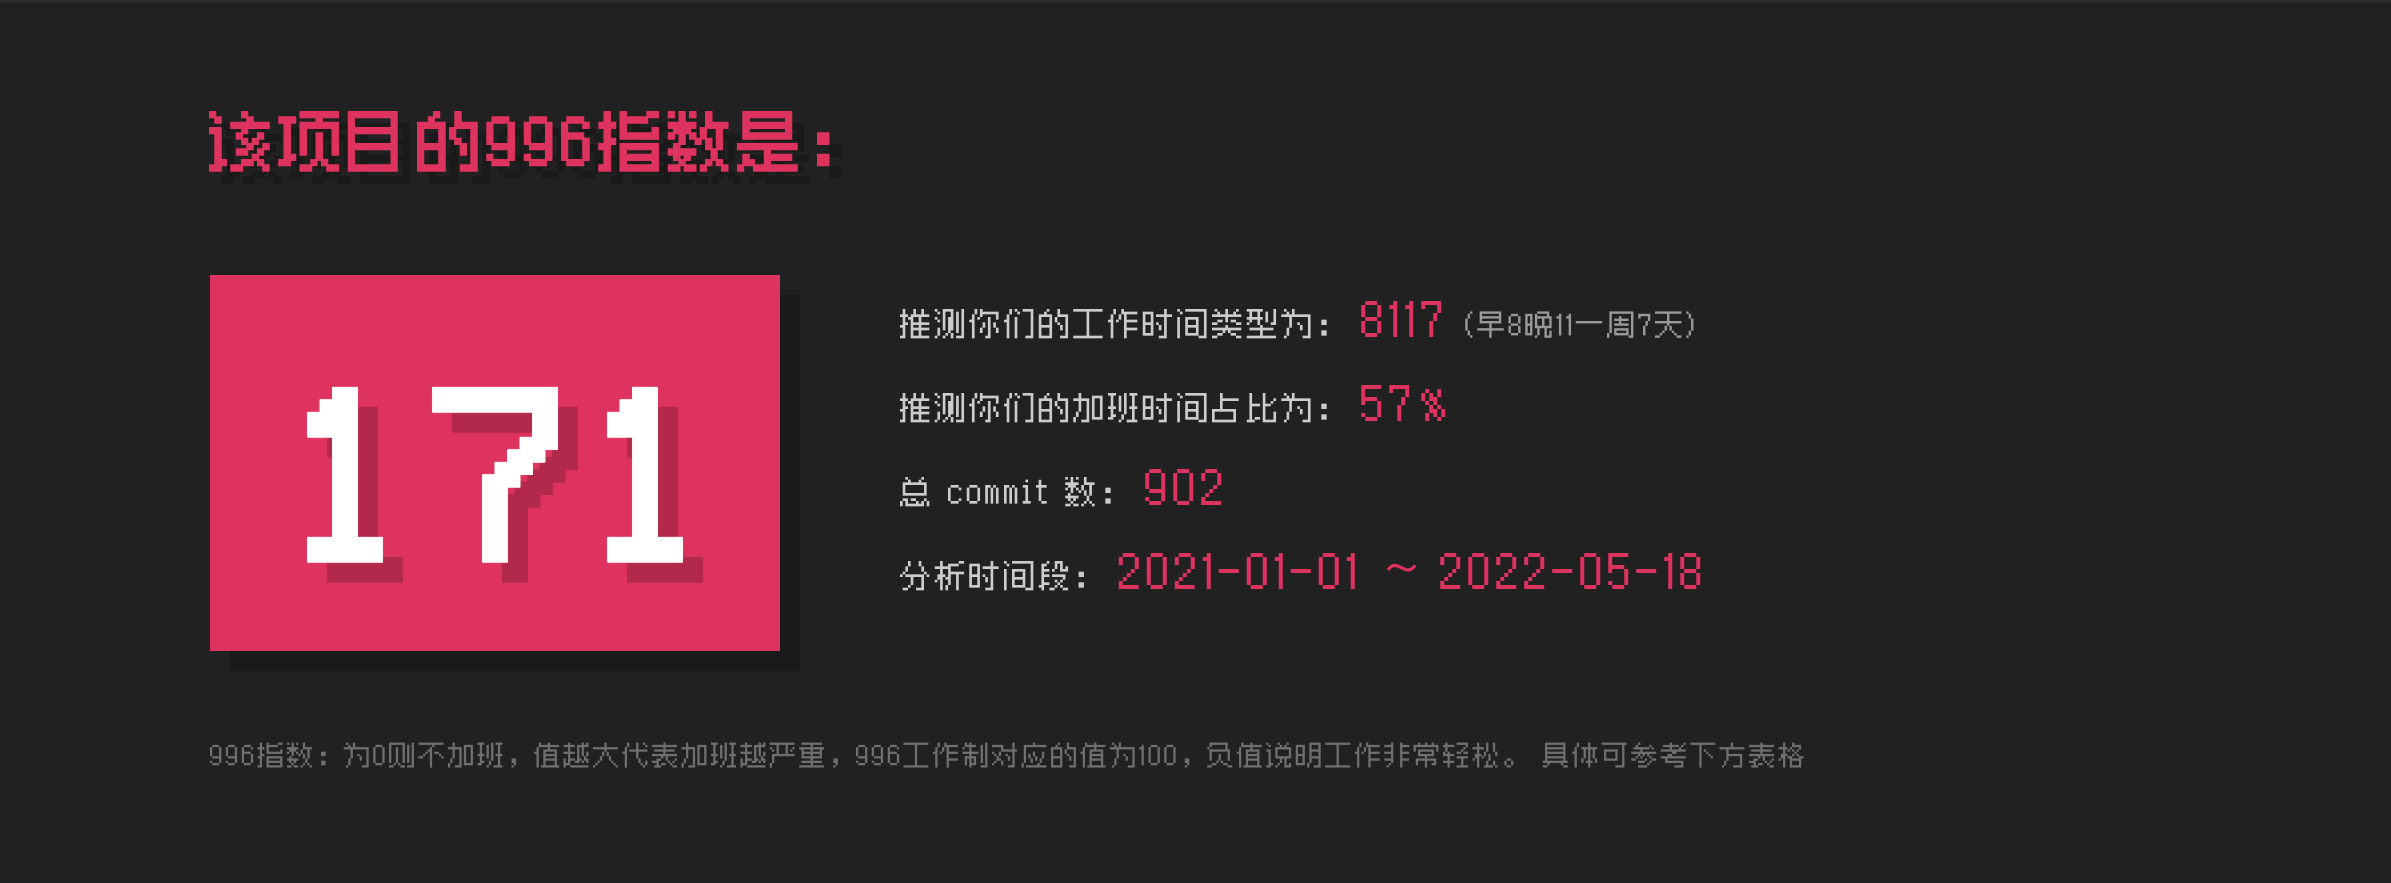 该项目的996指数是：
171
推测你们的工作时间类型为： 8117 (早8晚11一周7天)
推测你们的加班时间占比为： 57%
总 commit 数： 902
分析时间段： 2021-01-01 ~ 2022-05-18
996指数：为0则不加班，值越大代表加班越严重，996工作制对应的值为100，负值说明工作非常轻松。 具体可参考下方表格